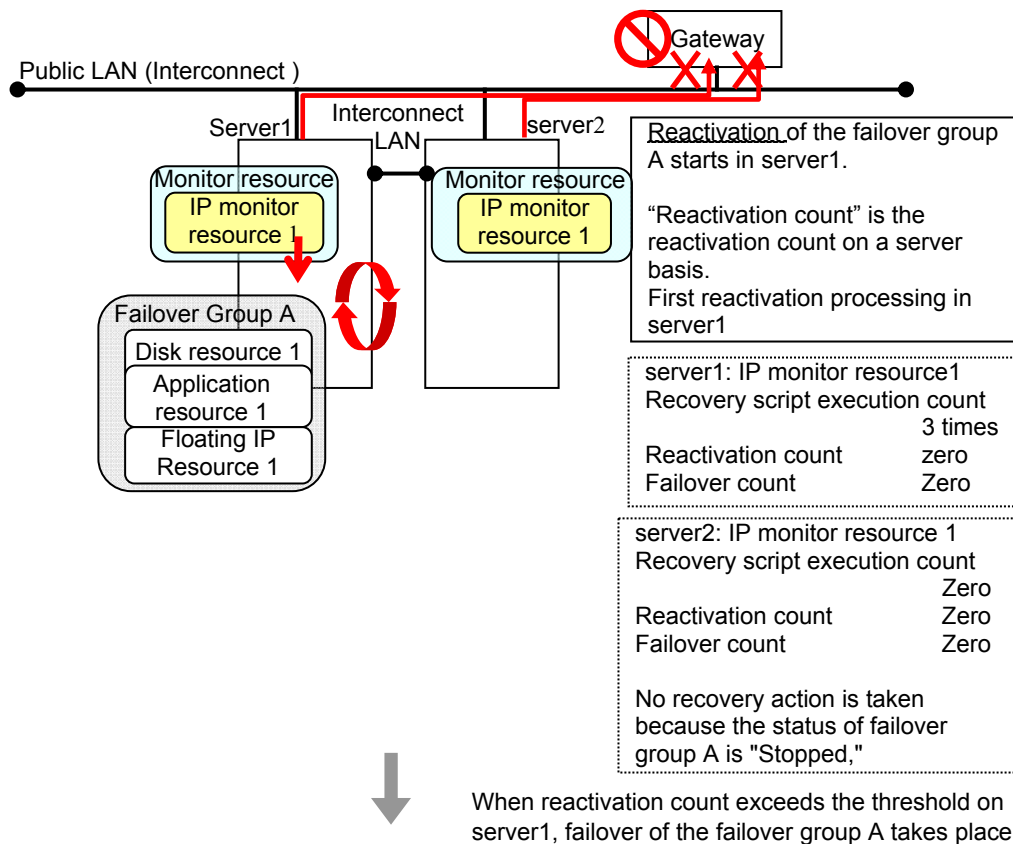 Gateway
Public LAN (Interconnect )
Server1
Interconnect
LAN
server2
Monitor resource
IP monitor
resource 1
Monitor resource
IP monitor
resource 1
Failover Group A
Disk resource 1
Application
resource 1
Floating IP
Resource 1
Reactivation of the failover group
A starts in server1.
“Reactivation count” is the
reactivation count on a server
basis.
First reactivation processing in
server1
server1: IP monitor resource1
Recovery script execution count
3 times
Reactivation count zero
Failover count Zero
server2: IP monitor resource 1
Recovery script execution count
Zero
Reactivation count Zero
Failover count Zero
No recovery action is taken
because the status of failover
group A is "Stopped,"
When reactivation count exceeds the threshold on
server1, failover of the failover group A takes place